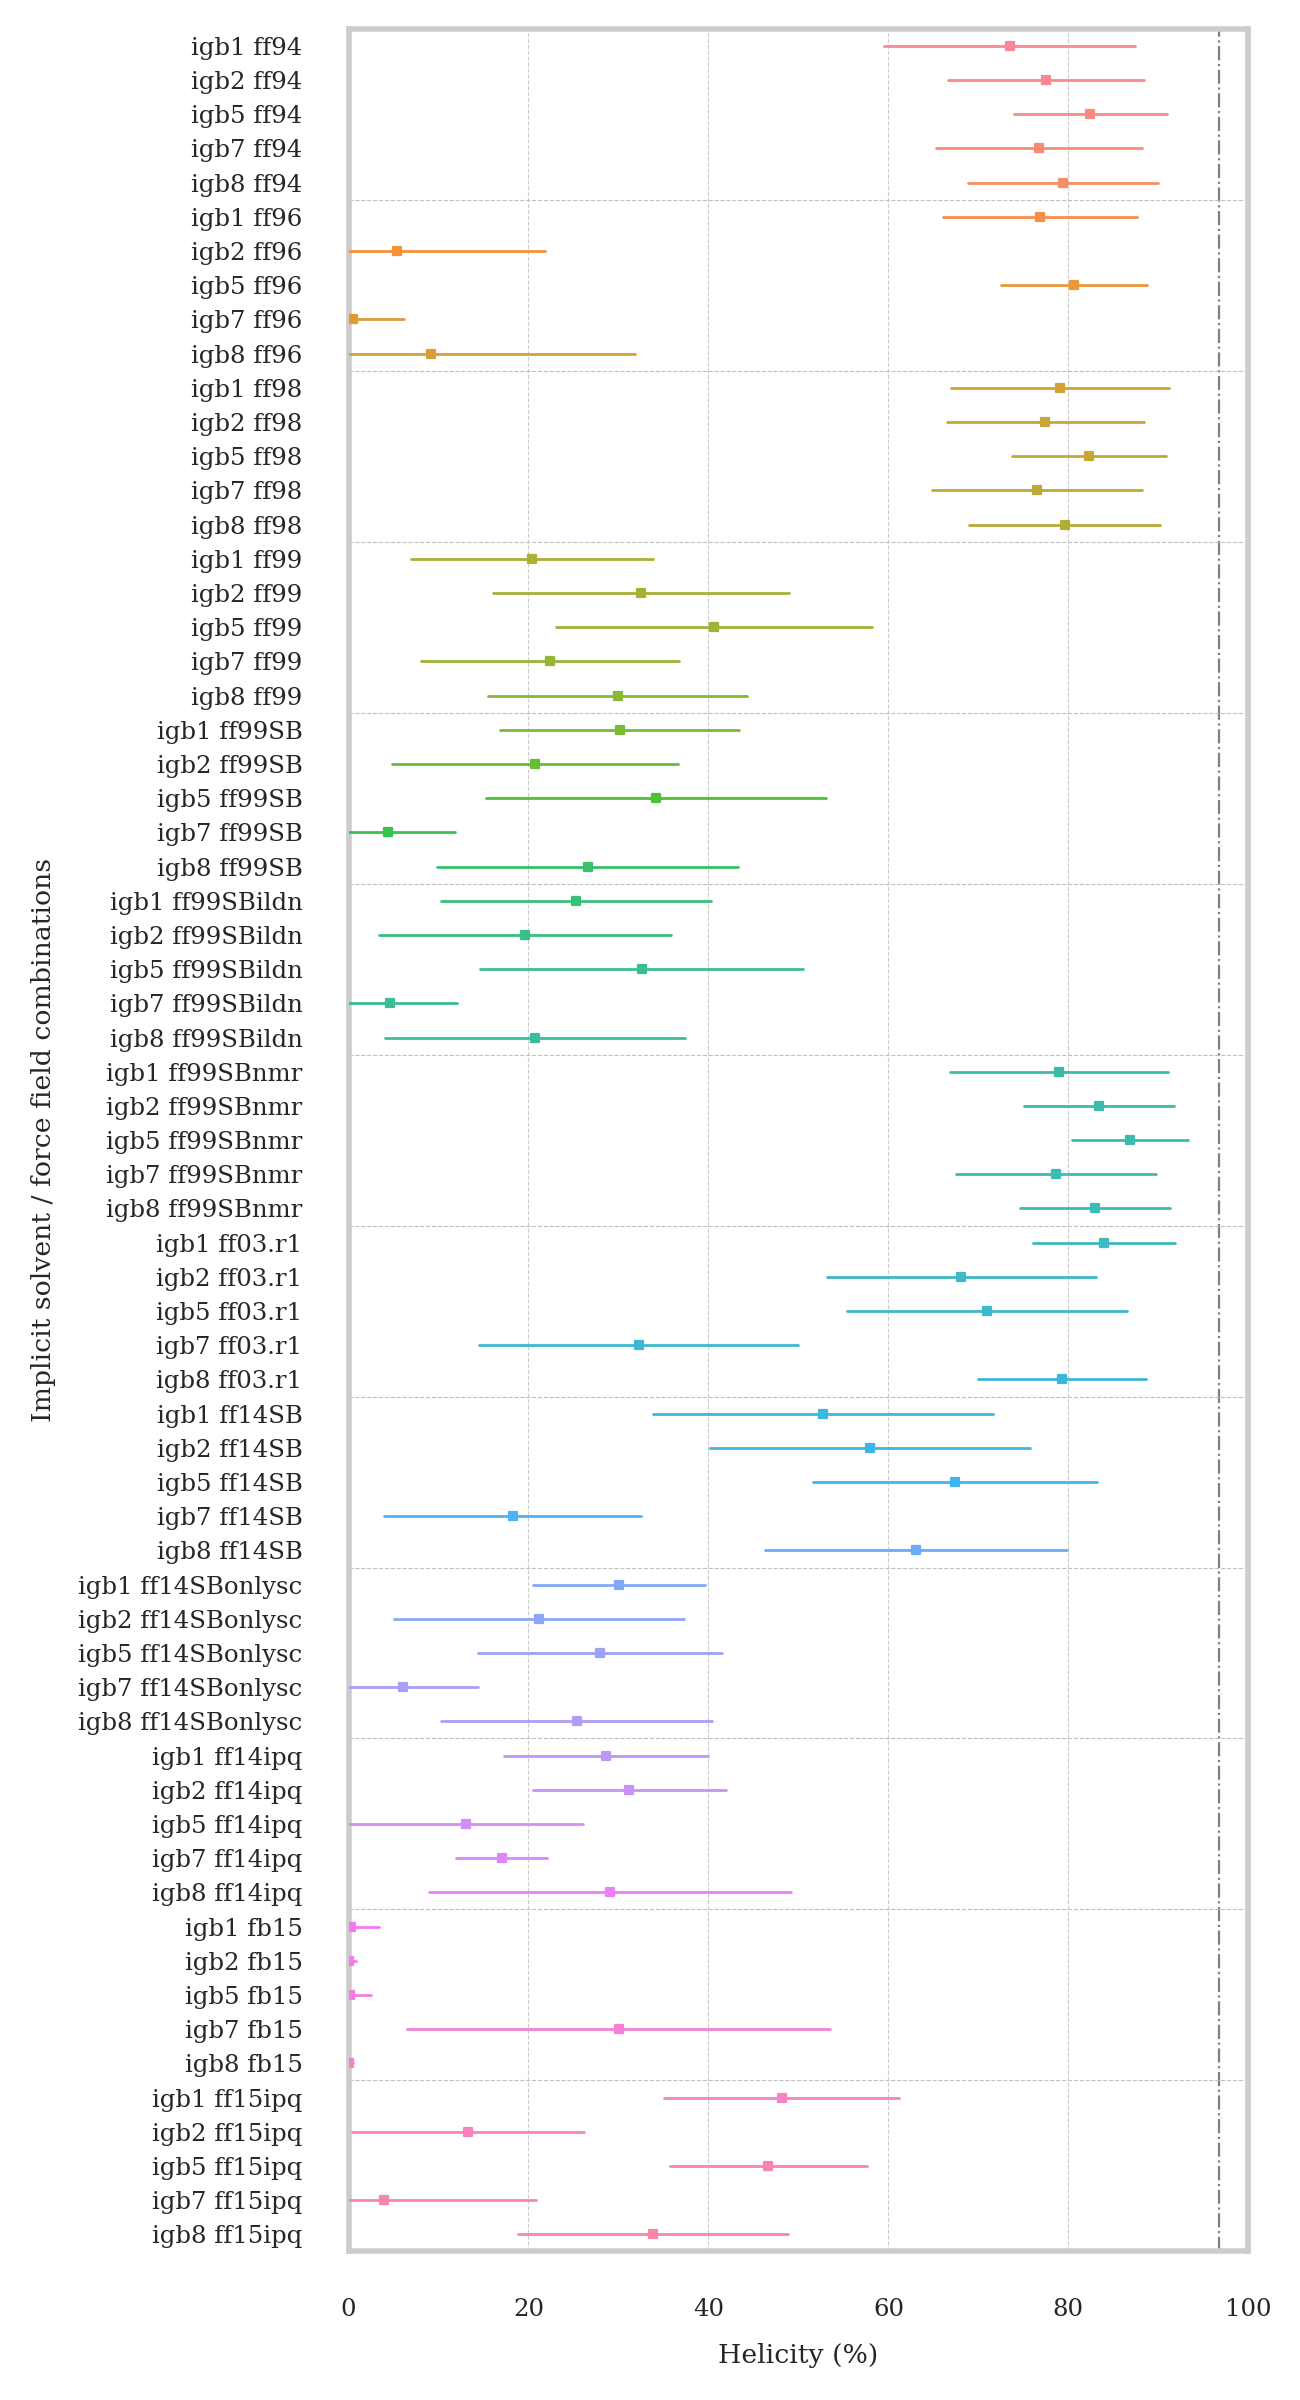 igb1 ff94
igb2 ff94
igb5 ff94
igb7 ff94
igb8 ff94
igb1 ff96
igb2 ff96
igb5 ff96
igb7 ff96
igb8 ff96
igb1 ff98
igb2 ff98
igb5 ff98
igb7 ff98
igb8 ff98
igb1 ff99
igb2 ff99
igb5 ff99
igb7 ff99
igb8 ff99
igb1 ff99SB
igb2 ff99SB
igb5 ff99SB
igb7 ff99SB
igb8 ff99SB
igb1 ff99SBildn
igb2 ff99SBildn
igb5 ff99SBildn
igb7 ff99SBildn
igb8 ff99SBildn
igb1 ff99SBnmr
igb2 ff99SBnmr
igb5 ff99SBnmr
igb7 ff99SBnmr
igb8 ff99SBnmr
igb1 ff03.r1
igb2 ff03.r1
igb5 ff03.r1
igb7 ff03.r1
igb8 ff03.r1
igb1 ff14SB
igb2 ff14SB
igb5 ff14SB
igb7 ff14SB
igb8 ff14SB
igb1 ff14SBonlysc
igb2 ff14SBonlysc
igb5 ff14SBonlysc
igb7 ff14SBonlysc
igb8 ff14SBonlysc
igb1 ff14ipq
igb2 ff14ipq
igb5 ff14ipq
igb7 ff14ipq
igb8 ff14ipq
igb1 fb15
igb2 fb15
igb5 fb15
igb7 fb15
igb8 fb15
igb1 ff15ipq
igb2 ff15ipq
igb5 ff15ipq
igb7 ff15ipq
igb8 ff15ipq
Implicit solvent / force field combinations
0 20 40 60 80 100
Helicity (%)